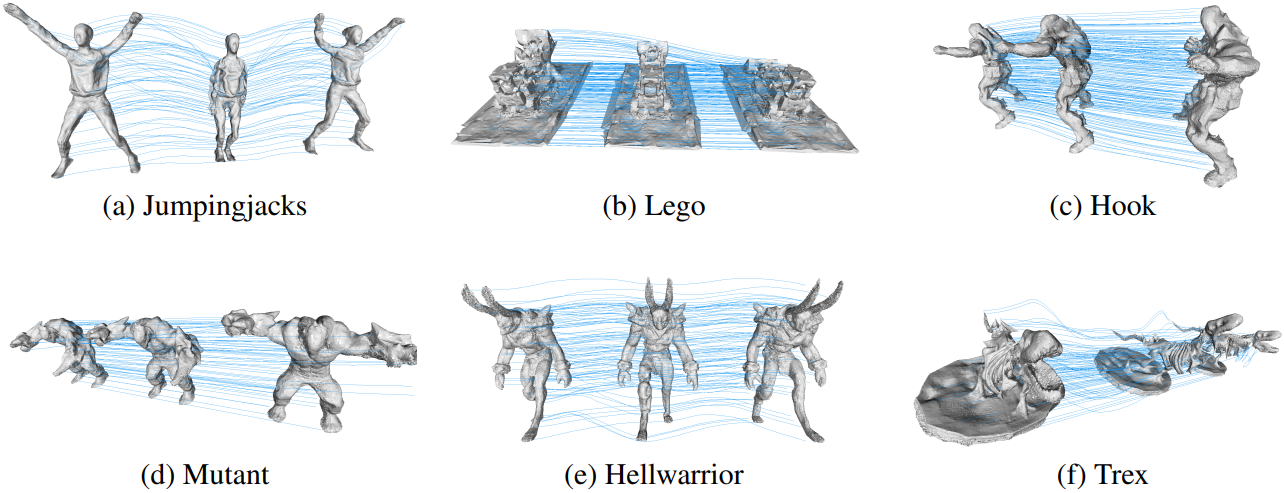 (a) Jumpingjacks
(b) Lego
(c) Hook
(d) Mutant
(e) Hellwarrior
(f) Trex